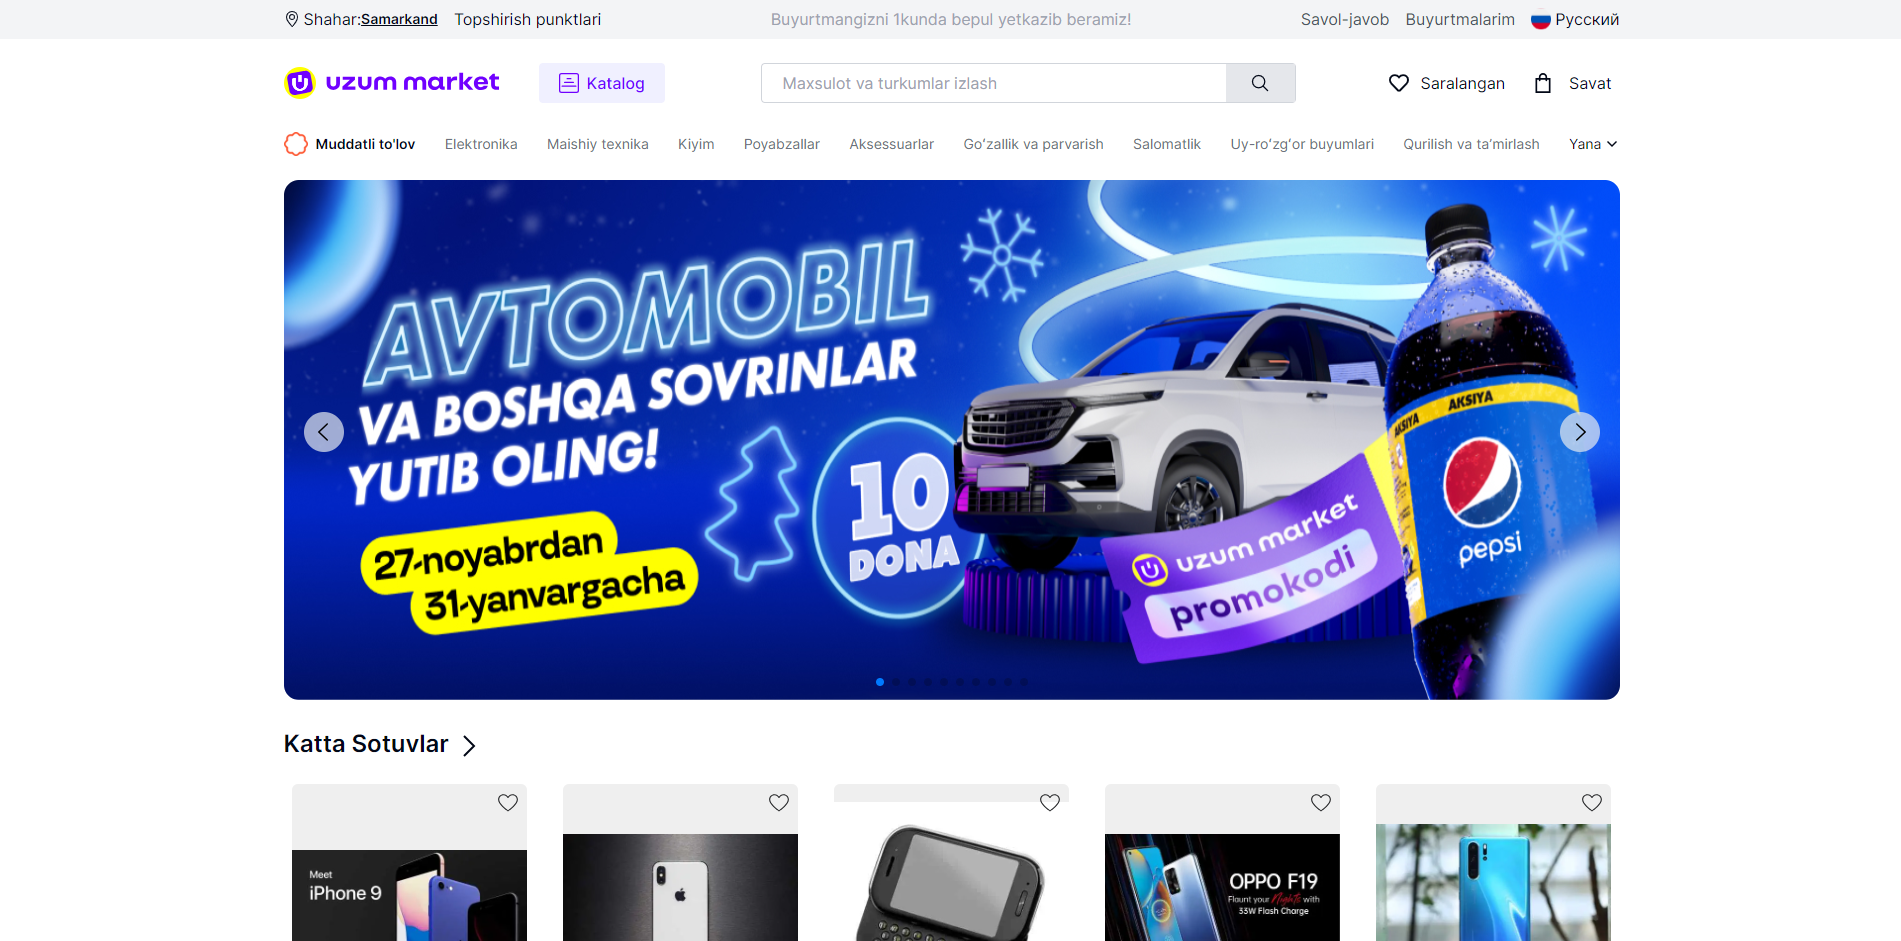 Shahar:Samarkand Topshirish punktlari Buyurtmangizni 1kunda bepul yetkazib beramiz! Savol-javob Buyurtmalarim Русский
uzum market Katalog Maxsulot va turkumlar izlash Saralangan Savat
Muddatli to'lov Elektronika Maishiy texnika Kiyim Poyabzallar Aksessuarlar Go‘zallik va parvarish Salomatlik Uy-ro‘zg‘or buyumlari Qurilish va ta’mirlash Yana
AVTOMOBIL
VA BOSHQA SOVRINLAR
YUTIB OLING!
27-noyabrdan
31-yanvargacha
10
DONA
uzum market
promokodi
AKSIYA AKSIYA
pepsi
Katta Sotuvlar
Meet
iPhone 9
OPPO F19
Flaunt your Nights with
33W Flash Charge